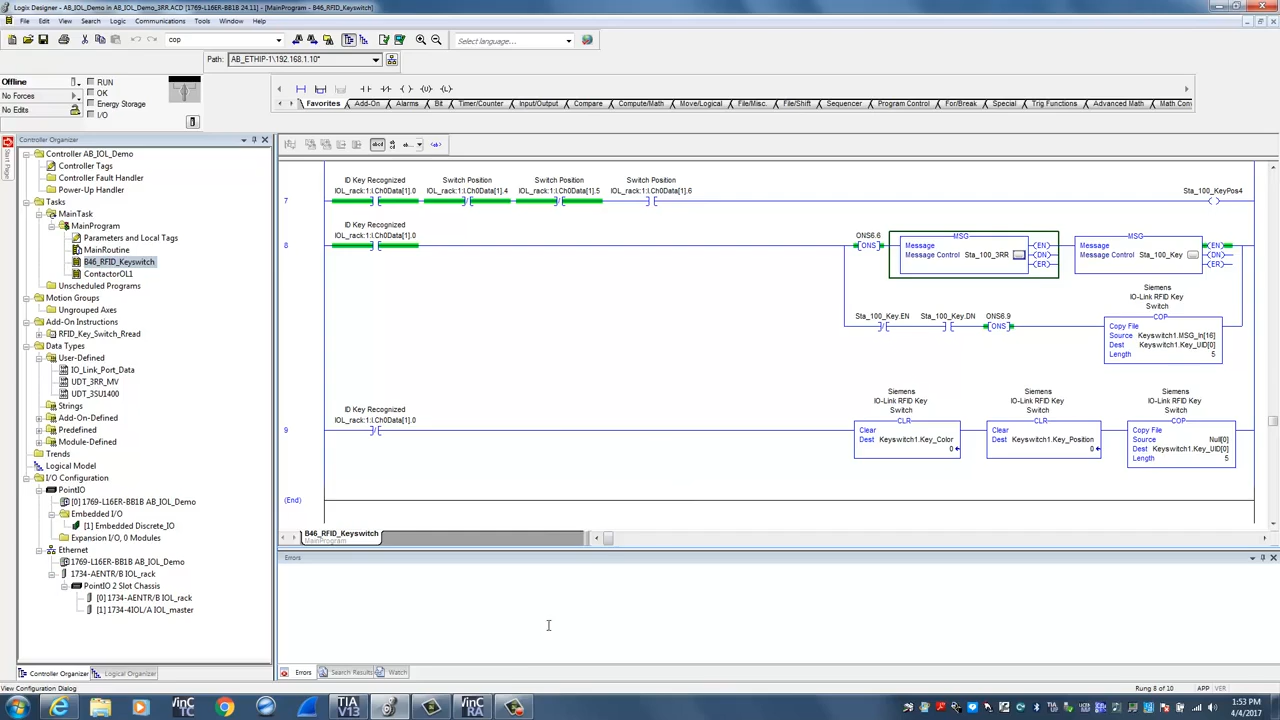 Logix Designer - AB_IOL_Demo in AB_IOL_Demo_3RR.ACD [1769-L16ER-BB1B 24.11] - [MainProgram - B46_RFID_Keyswitch]
File Edit View Search Logic Communications Tools Window Help
cop
Select language...
Path: AB_ETHIP-1\192.168.1.10*
Offline
RUN
No Forces
OK
No Edits
Energy Storage
I/O
Favorites Add-On Alarms Bit Timer/Counter Input/Output Compare Compute/Math Move/Logical File/Misc. File/Shift Sequencer Program Control For/Break Special Trig Functions Advanced Math Math Con
Start Page
Controller Organizer
Controller AB_IOL_Demo
Controller Tags
Controller Fault Handler
Power-Up Handler
Tasks
MainTask
MainProgram
Parameters and Local Tags
MainRoutine
B46_RFID_Keyswitch
ContactorOL1
Unscheduled Programs
Motion Groups
Ungrouped Axes
Add-On Instructions
RFID_Key_Switch_Rread
Data Types
User-Defined
IO_Link_Port_Data
UDT_3RR_MV
UDT_3SU1400
Strings
Add-On-Defined
Predefined
Module-Defined
Trends
Logical Model
I/O Configuration
PointIO
[0] 1769-L16ER-BB1B AB_IOL_Demo
Embedded I/O
[1] Embedded Discrete_IO
Expansion I/O, 0 Modules
Ethernet
1769-L16ER-BB1B AB_IOL_Demo
1734-AENTR/B IOL_rack
PointIO 2 Slot Chassis
[0] 1734-AENTR/B IOL_rack
[1] 1734-4IOL/A IOL_master
Controller Organizer Logical Organizer
ID Key Recognized Switch Position Switch Position Switch Position
IOL_rack:1:I.Ch0Data[1].0 IOL_rack:1:I.Ch0Data[1].4 IOL_rack:1:I.Ch0Data[1].5 IOL_rack:1:I.Ch0Data[1].6 Sta_100_KeyPos4
7
ID Key Recognized
IOL_rack:1:I.Ch0Data[1].0
8
ONS6.6
ONS
MSG
Message
Message Control Sta_100_3RR ...
EN
DN
ER
MSG
Message
Message Control Sta_100_Key ...
EN
DN
ER
Siemens
IO-Link RFID Key
Switch
Sta_100_Key.EN Sta_100_Key.DN ONS6.9
ONS
COP
Copy File
Source Keyswitch1.MSG_In[16]
Dest Keyswitch1.Key_UID[0]
Length 5
ID Key Recognized
IOL_rack:1:I.Ch0Data[1].0
9
Siemens
IO-Link RFID Key
Switch
CLR
Clear
Dest Keyswitch1.Key_Color
0
Siemens
IO-Link RFID Key
Switch
CLR
Clear
Dest Keyswitch1.Key_Position
0
Siemens
IO-Link RFID Key
Switch
COP
Copy File
Source Null[0]
Dest Keyswitch1.Key_UID[0]
Length 5
(End)
B46_RFID_Keyswitch
MainProgram
Errors
Errors Search Results Watch
View Configuration Dialog
Rung 8 of 10 APP VER
TIA
V13
1:53 PM
4/4/2017